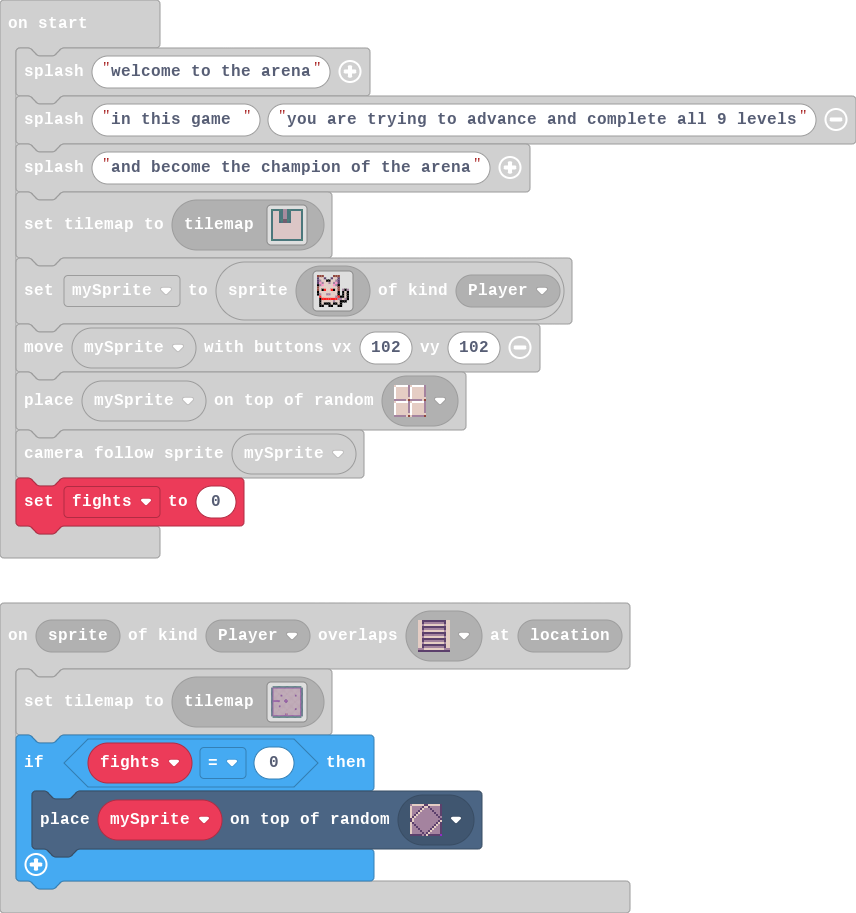 on start
splash "welcome to the arena"
splash "in this game " "you are trying to advance and complete all 9 levels"
splash "and become the champion of the arena"
set tilemap to tilemap
set mySprite to sprite of kind Player
move mySprite with buttons vx 102 vy 102
place mySprite on top of random
camera follow sprite mySprite
set fights to 0
on sprite of kind Player overlaps at location
set tilemap to tilemap
if fights = 0 then
place mySprite on top of random